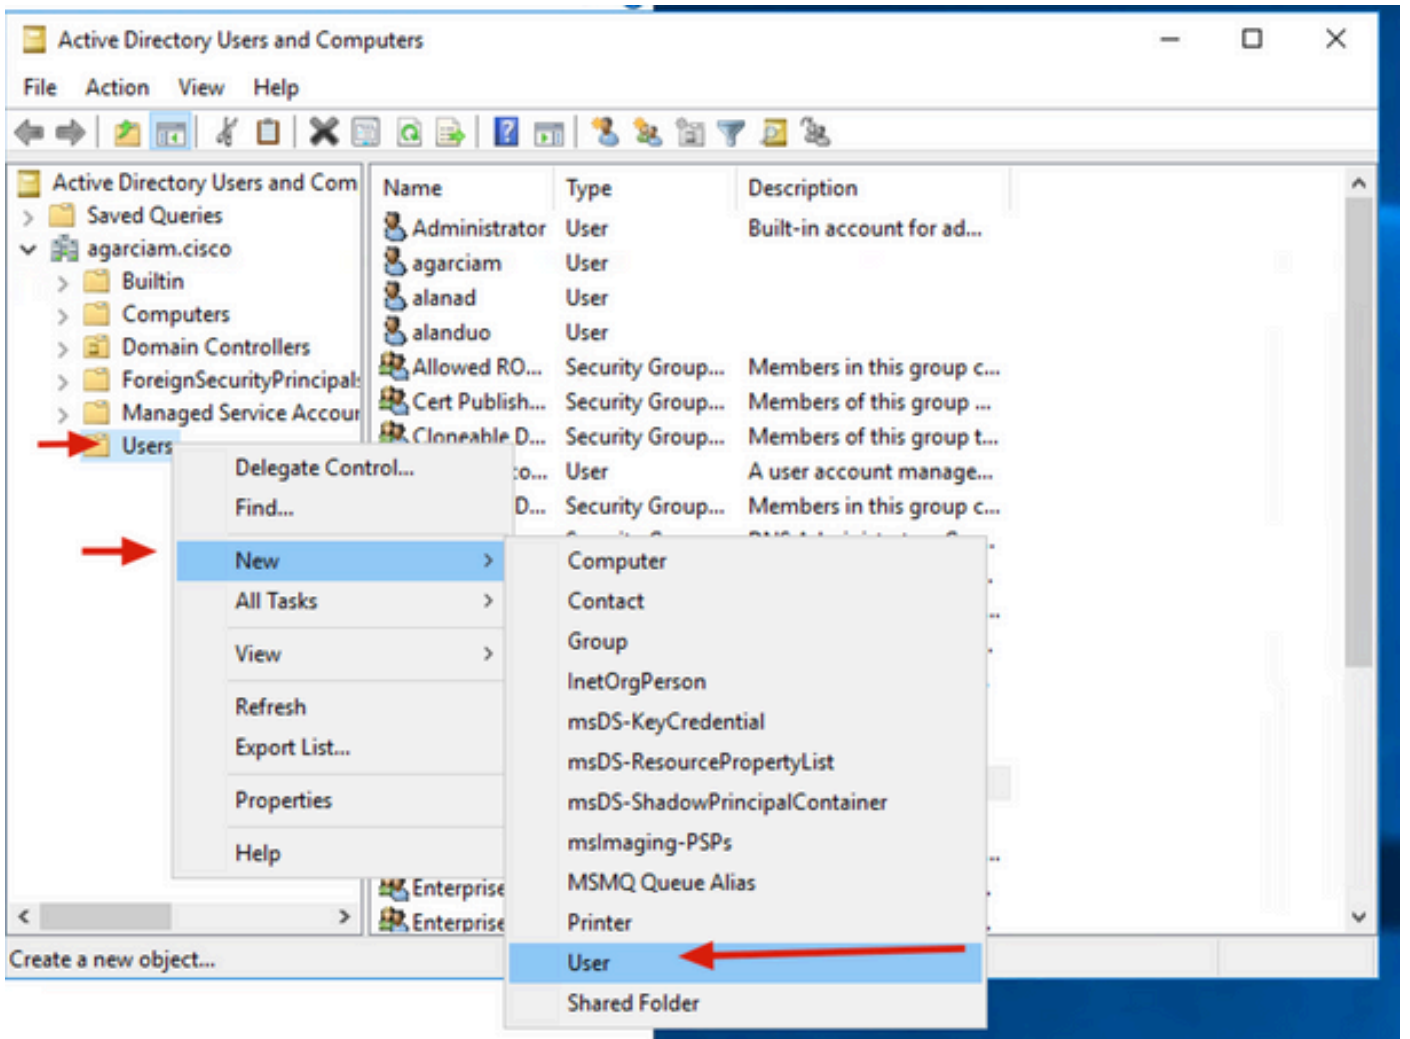 Active Directory Users and Computers
File Action View Help
Active Directory Users and Com
Saved Queries
agarciam.cisco
Builtin
Computers
Domain Controllers
ForeignSecurityPrincipals
Managed Service Accour
Users
Name Type Description
Administrator User Built-in account for ad...
agarciam User
alanad User
alanduo User
Allowed RO... Security Group... Members in this group c...
Cert Publish... Security Group... Members of this group ...
Cloneable D... Security Group... Members of this group t...
:o... User A user account manage...
D... Security Group... Members in this group c...
Enterprise
Enterprise
Delegate Control...
Find...
New
All Tasks
View
Refresh
Export List...
Properties
Help
Computer
Contact
Group
InetOrgPerson
msDS-KeyCredential
msDS-ResourcePropertyList
msDS-ShadowPrincipalContainer
msImaging-PSPs
MSMQ Queue Alias
Printer
User
Shared Folder
Create a new object...